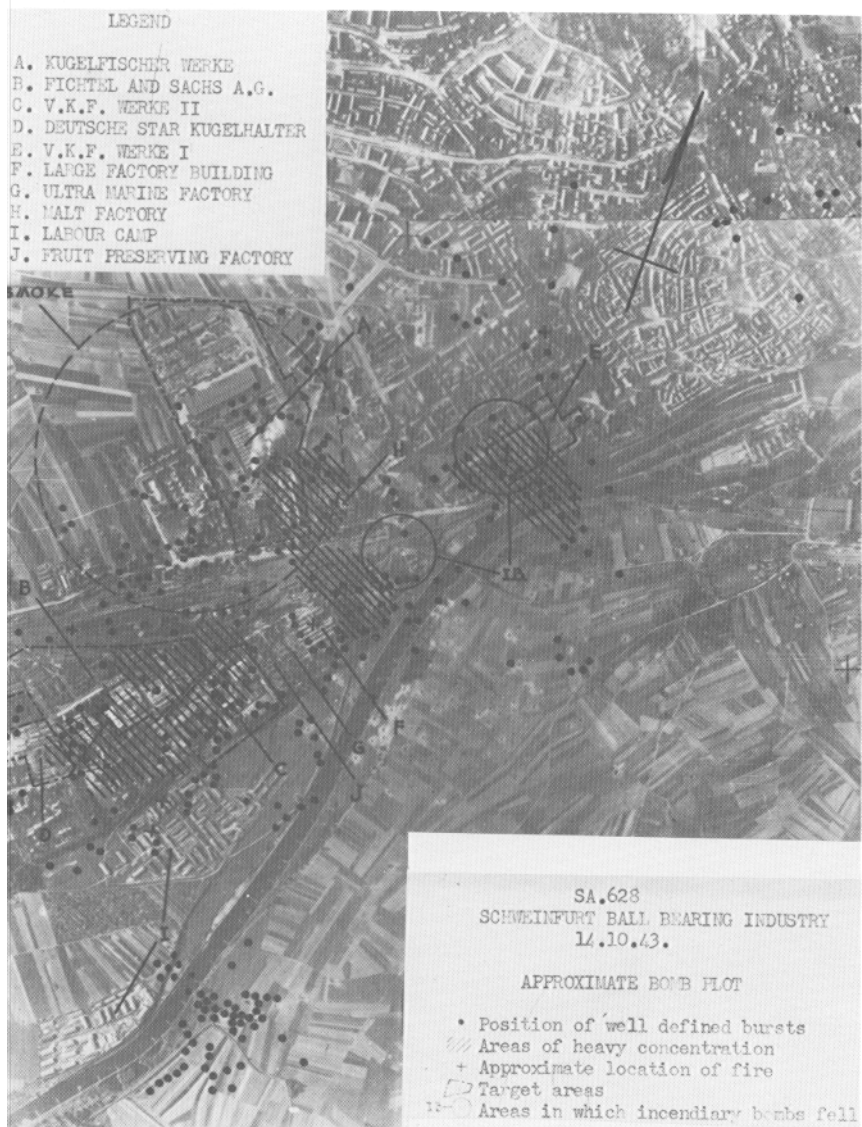 LEGEND
A. KUGELFISCHER WERKE
B. FICHTEL AND SACHS A.G.
C. V.K.F. WERKE II
D. DEUTSCHE STAR KUGELHALTER
E. V.K.F. WERKE I
F. LARGE FACTORY BUILDING
G. ULTRA MARINE FACTORY
H. MALT FACTORY
I. LABOUR CAMP
J. FRUIT PRESERVING FACTORY
SMOKE
A
E
H
IB
B
F
G
C
J
D
I
SA.628
SCHWEINFURT BALL BEARING INDUSTRY
14.10.43.
APPROXIMATE BOMB PLOT
• Position of well defined bursts
Areas of heavy concentration
+ Approximate location of fire
Target areas
Areas in which incendiary bombs fell